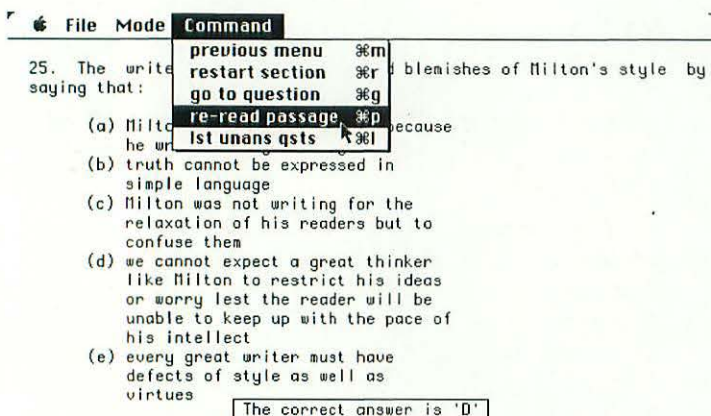 File Mode Command
previous menu ⌘m
restart section ⌘r
go to question ⌘g
re-read passage ⌘p
lst unans qsts ⌘l
25. The write blemishes of Milton's style by
saying that:
(a) Milto because
he wr
(b) truth cannot be expressed in
simple language
(c) Milton was not writing for the
relaxation of his readers but to
confuse them
(d) we cannot expect a great thinker
like Milton to restrict his ideas
or worry lest the reader will be
unable to keep up with the pace of
his intellect
(e) every great writer must have
defects of style as well as
virtues
The correct answer is 'D'